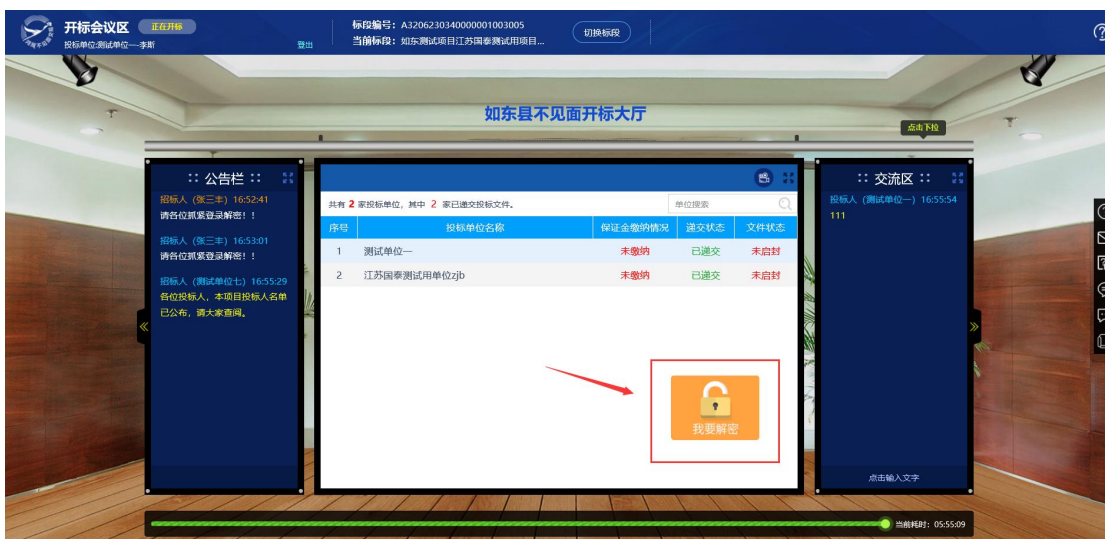 开标会议区 正在开标
投标单位:测试单位一-李斯 登出
标段编号: A3206230340000001003005
当前标段: 如东测试项目江苏国泰测试用项目...
切换标段
如东县不见面开标大厅
点击下拉
:: 公告栏 ::
招标人 (张三丰) 16:52:41
请各位抓紧登录解密! !
招标人 (张三丰) 16:53:01
请各位抓紧登录解密! !
招标人 (测试单位七) 16:55:29
各位投标人, 本项目投标人名单
已公布, 请大家查阅。
共有 2 家投标单位, 其中 2 家已递交投标文件。 单位搜索
序号 投标单位名称 保证金缴纳情况 递交状态 文件状态
1 测试单位一 未缴纳 已递交 未启封
2 江苏国泰测试用单位zjb 未缴纳 已递交 未启封
我要解密
:: 交流区 ::
投标人 (测试单位一) 16:55:54
111
点击输入文字
当前耗时: 05:55:09